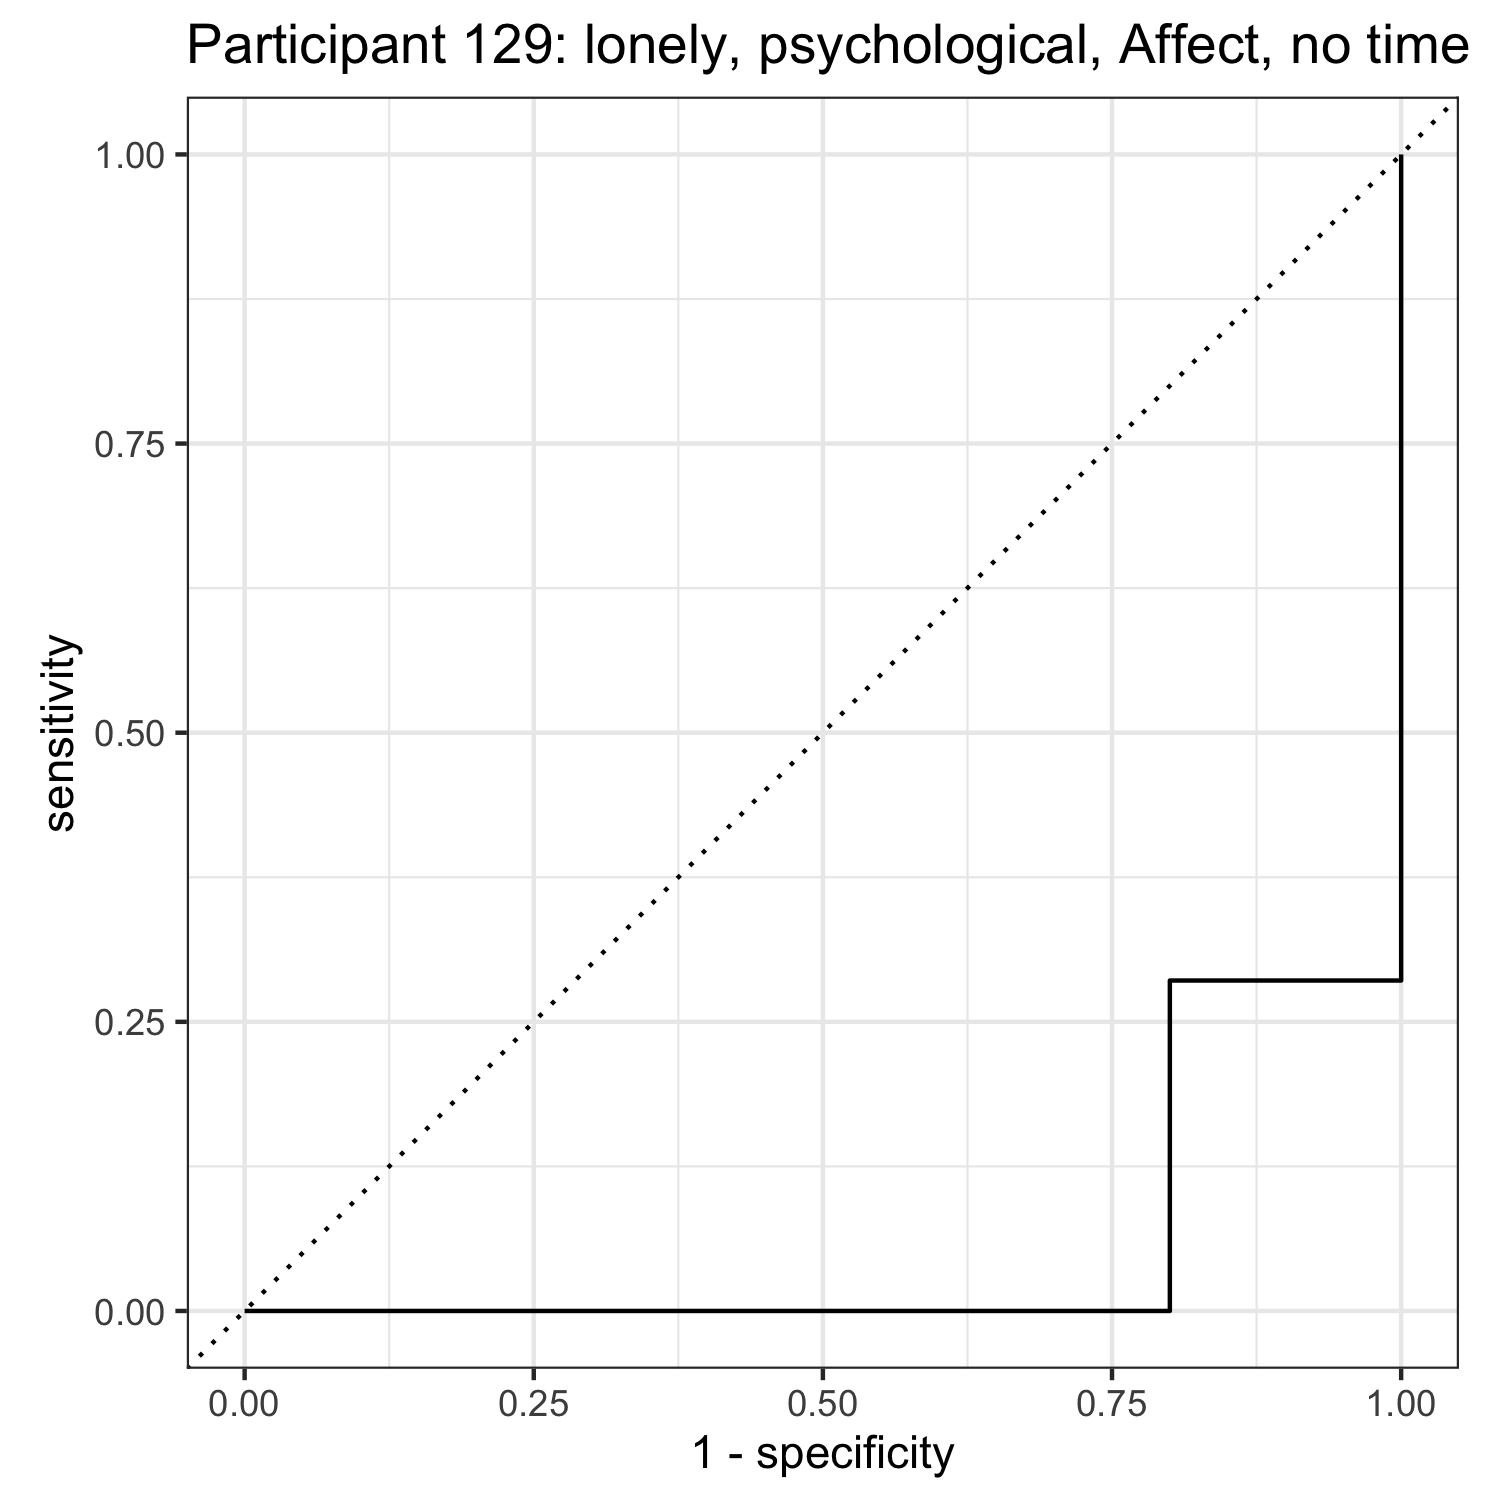 Participant 129: lonely, psychological, Affect, no time
1.00
0.75
0.50
0.25
0.00
sensitivity
0.00 0.25 0.50 0.75 1.00
1 - specificity